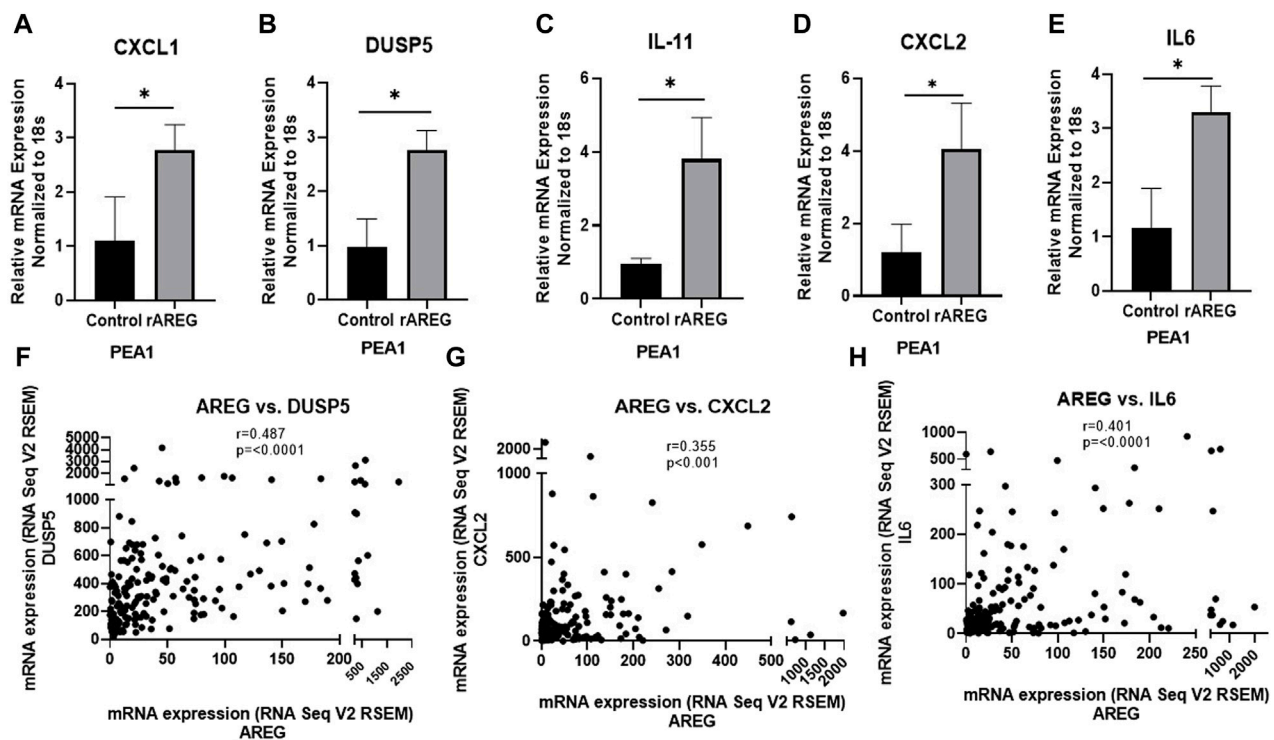 A
CXCL1
Relative mRNA Expression
Normalized to 18s
4
3
2
1
0
*
Control rAREG
PEA1
B
DUSP5
Relative mRNA Expression
Normalized to 18s
4
3
2
1
0
*
Control rAREG
PEA1
C
IL-11
Relative mRNA Expression
Normalized to 18s
6
4
2
0
*
Control rAREG
PEA1
D
CXCL2
Relative mRNA Expression
Normalized to 18s
6
4
2
0
*
Control rAREG
PEA1
E
IL6
Relative mRNA Expression
Normalized to 18s
4
3
2
1
0
*
Control rAREG
PEA1
F
AREG vs. DUSP5
r=0.487
p=<0.0001
mRNA expression (RNA Seq V2 RSEM)
DUSP5
5000
4000
3000
2000
1000
800
600
400
200
0
0 50 100 150 200 500 1500 2500
mRNA expression (RNA Seq V2 RSEM)
AREG
G
AREG vs. CXCL2
r=0.355
p<0.001
mRNA expression (RNA Seq V2 RSEM)
CXCL2
2000
1000
500
0
0 100 200 300 400 500 1000 1500 2000
mRNA expression (RNA Seq V2 RSEM)
AREG
H
AREG vs. IL6
r=0.401
p=<0.0001
mRNA expression (RNA Seq V2 RSEM)
IL6
1000
500
300
200
100
0
0 50 100 150 200 250 1000 2000
mRNA expression (RNA Seq V2 RSEM)
AREG